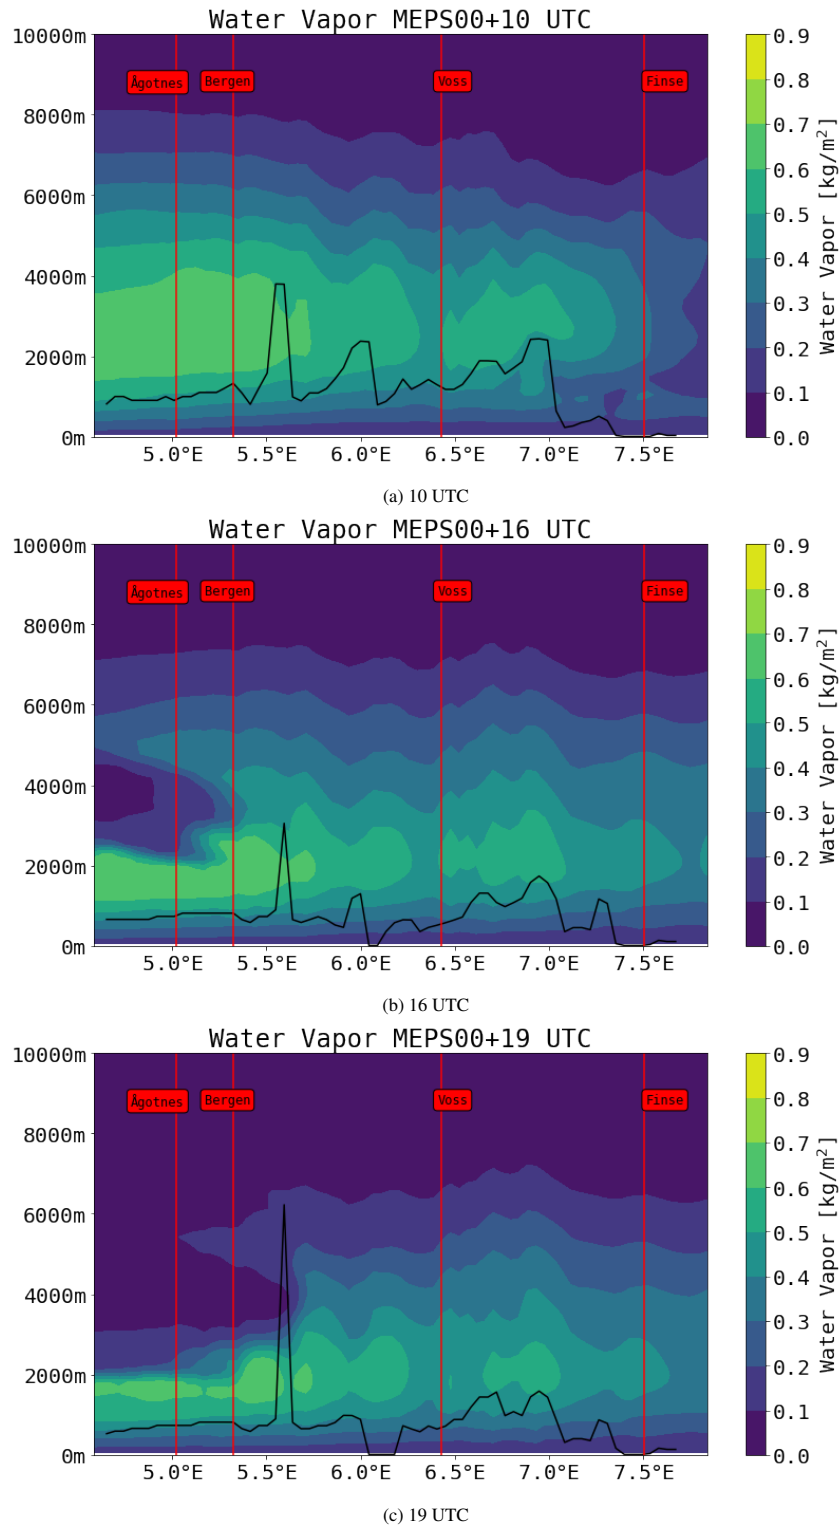 Water Vapor MEPS00+10 UTC
10000m
8000m
6000m
4000m
2000m
0m
Ågotnes
Bergen
Voss
Finse
5.0°E
5.5°E
6.0°E
6.5°E
7.0°E
7.5°E
0.9
0.8
0.7
0.6
0.5
0.4
0.3
0.2
0.1
0.0
Water Vapor [kg/m²]
(a) 10 UTC
Water Vapor MEPS00+16 UTC
10000m
8000m
6000m
4000m
2000m
0m
Ågotnes
Bergen
Voss
Finse
5.0°E
5.5°E
6.0°E
6.5°E
7.0°E
7.5°E
0.9
0.8
0.7
0.6
0.5
0.4
0.3
0.2
0.1
0.0
Water Vapor [kg/m²]
(b) 16 UTC
Water Vapor MEPS00+19 UTC
10000m
8000m
6000m
4000m
2000m
0m
Ågotnes
Bergen
Voss
Finse
5.0°E
5.5°E
6.0°E
6.5°E
7.0°E
7.5°E
0.9
0.8
0.7
0.6
0.5
0.4
0.3
0.2
0.1
0.0
Water Vapor [kg/m²]
(c) 19 UTC